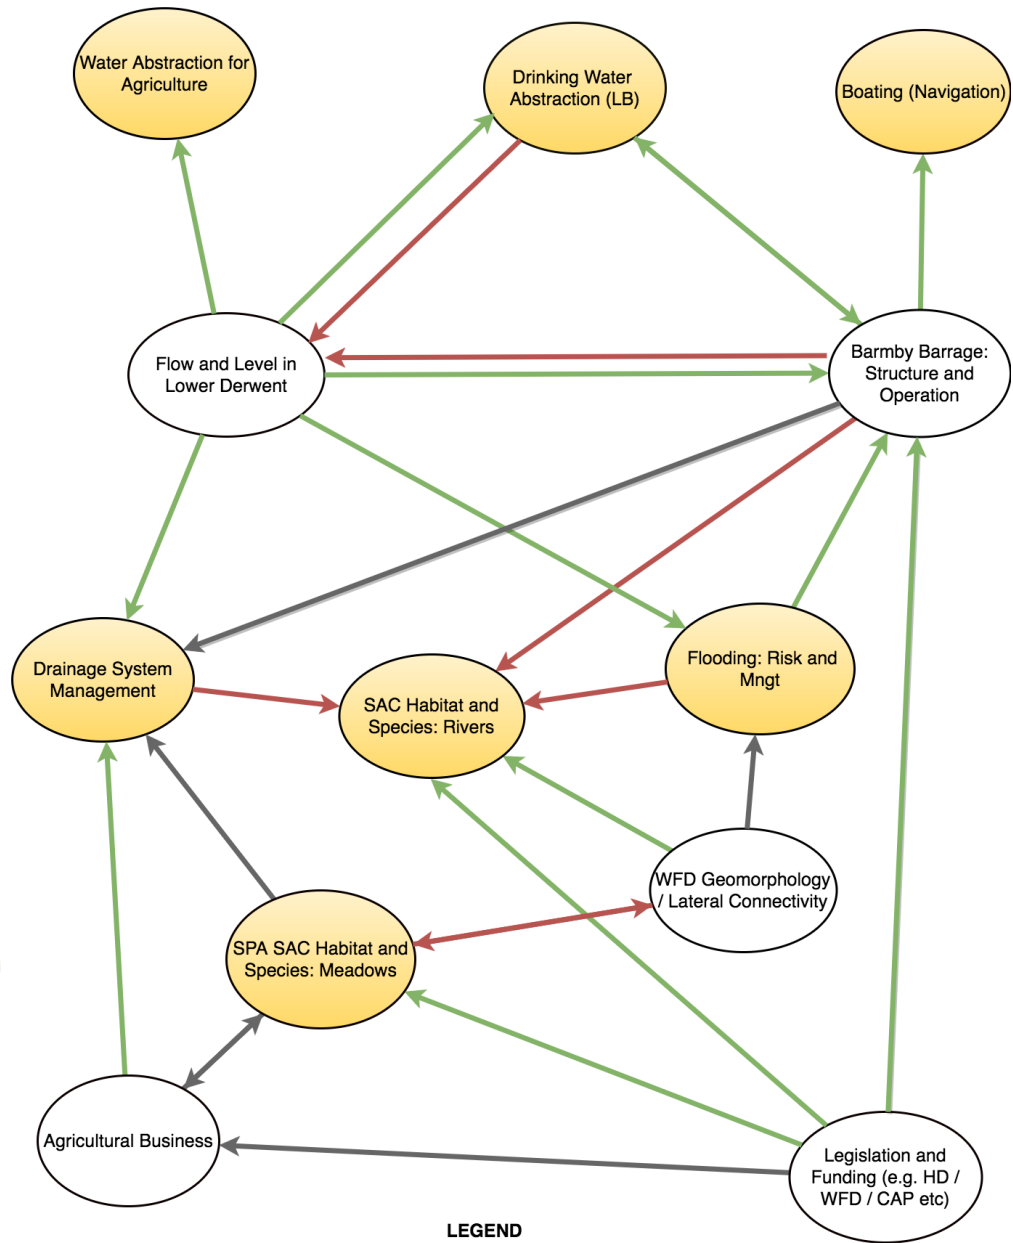 Water Abstraction for
Agriculture
Drinking Water
Abstraction (LB)
Boating (Navigation)
Flow and Level in
Lower Derwent
Barmby Barrage:
Structure and
Operation
Drainage System
Management
SAC Habitat and
Species: Rivers
Flooding: Risk and
Mngt
WFD Geomorphology
/ Lateral Connectivity
SPA SAC Habitat and
Species: Meadows
Agricultural Business
Legislation and
Funding (e.g. HD /
WFD / CAP etc)
LEGEND